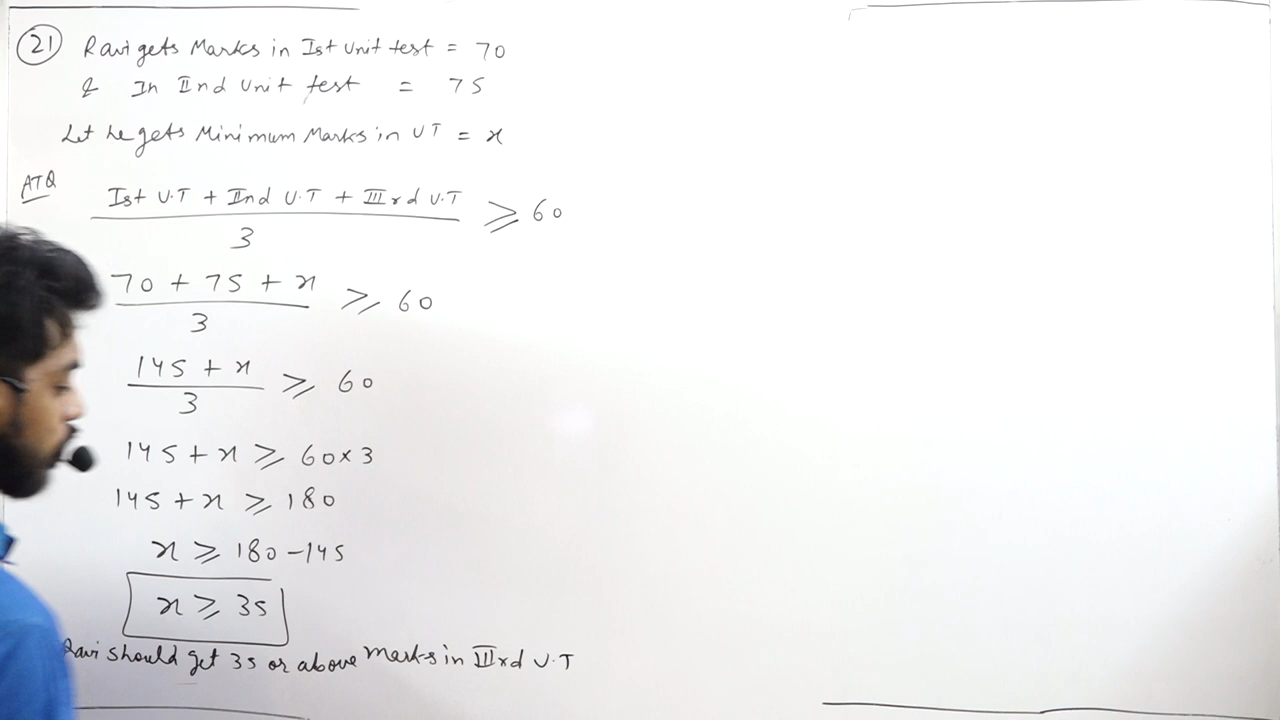 21 Ravi gets Marks in Ist Unit test = 70
& In IInd Unit test = 75
Let he gets Minimum Marks in UT = x
ATQ
Ist U.T + IInd U.T + IIIrd U.T / 3 ≥ 60
70 + 75 + x / 3 ≥ 60
145 + x / 3 ≥ 60
145 + x ≥ 60×3
145 + x ≥ 180
x ≥ 180 - 145
x ≥ 35
Ravi should get 35 or above Marks in IIIrd U.T